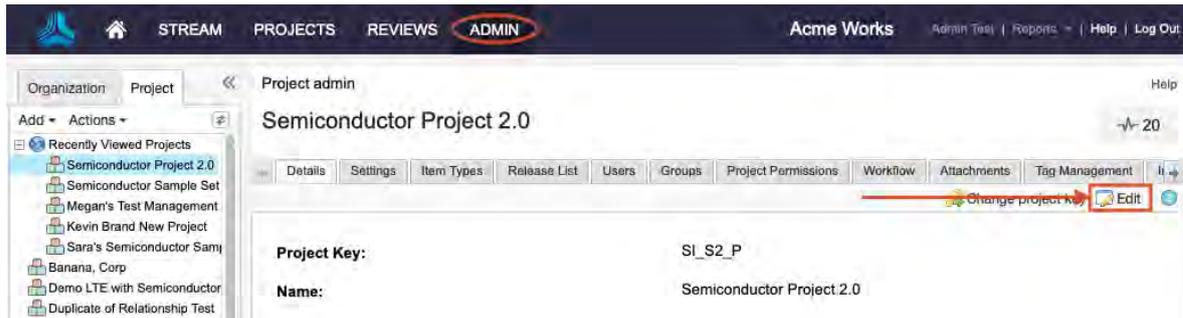 STREAM PROJECTS REVIEWS ADMIN Acme Works Admin Test | Reports | Help | Log Out
Organization Project
Project admin Help
Add Actions
Semiconductor Project 2.0 20
Recently Viewed Projects
Semiconductor Project 2.0
Semiconductor Sample Set
Megan's Test Management
Kevin Brand New Project
Sara's Semiconductor Samp
Banana, Corp
Demo LTE with Semiconductor
Duplicate of Relationship Test
Details Settings Item Types Release List Users Groups Project Permissions Workflow Attachments Tag Management
Change project key Edit
Project Key: SI_S2_P
Name: Semiconductor Project 2.0